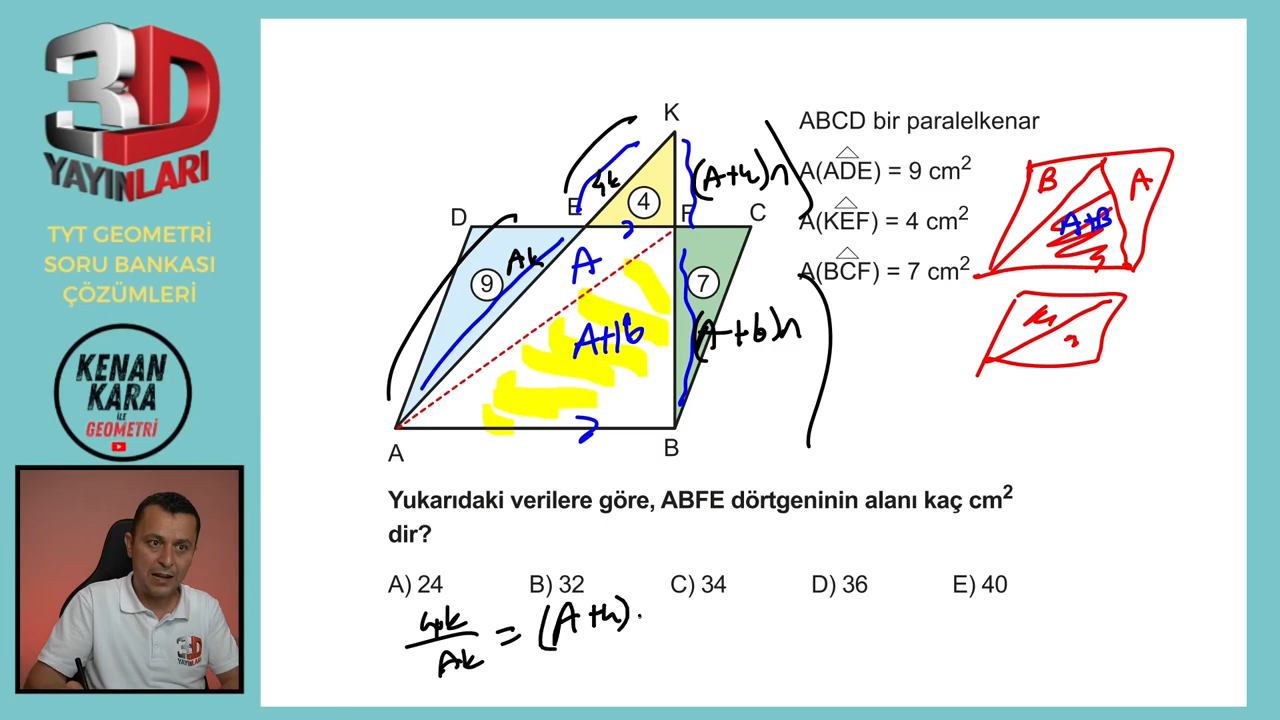 3D
YAYINLARI
TYT GEOMETRİ
SORU BANKASI
ÇÖZÜMLERİ
KENAN
KARA
İLE
GEOMETRİ
3D
YAYINLARI
K
D
E
F
C
A
B
4
9
7
4k
Ak
A
(A+4)n
ABCD bir paralelkenar
A(ADE) = 9 cm²
A(KEF) = 4 cm²
A(BCF) = 7 cm²
B
A
A+B
Yukarıdaki verilere göre, ABFE dörtgeninin alanı kaç cm²
dir?
A) 24 B) 32 C) 34 D) 36 E) 40
4k
Ak
= (A+4).